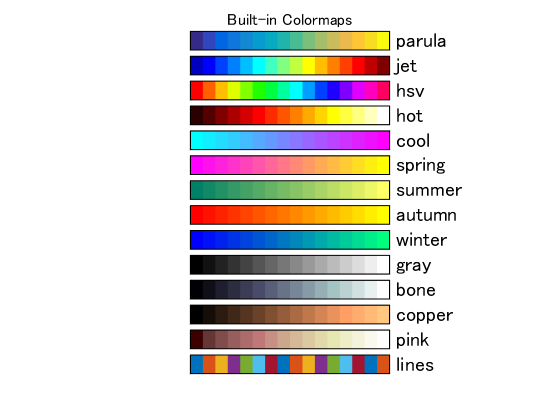 Built-in Colormaps
parula
jet
hsv
hot
cool
spring
summer
autumn
winter
gray
bone
copper
pink
lines